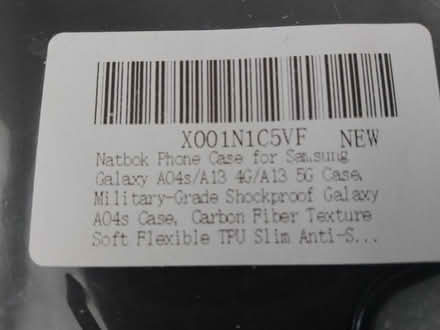 X001N1C5VF NEW
Natbok Phone Case for Samsung
Galaxy A04s/A13 4G/A13 5G Case,
Military-Grade Shockproof Galaxy
A04s Case, Carbon Fiber Texture
Soft Flexible TPU Slim Anti-S...